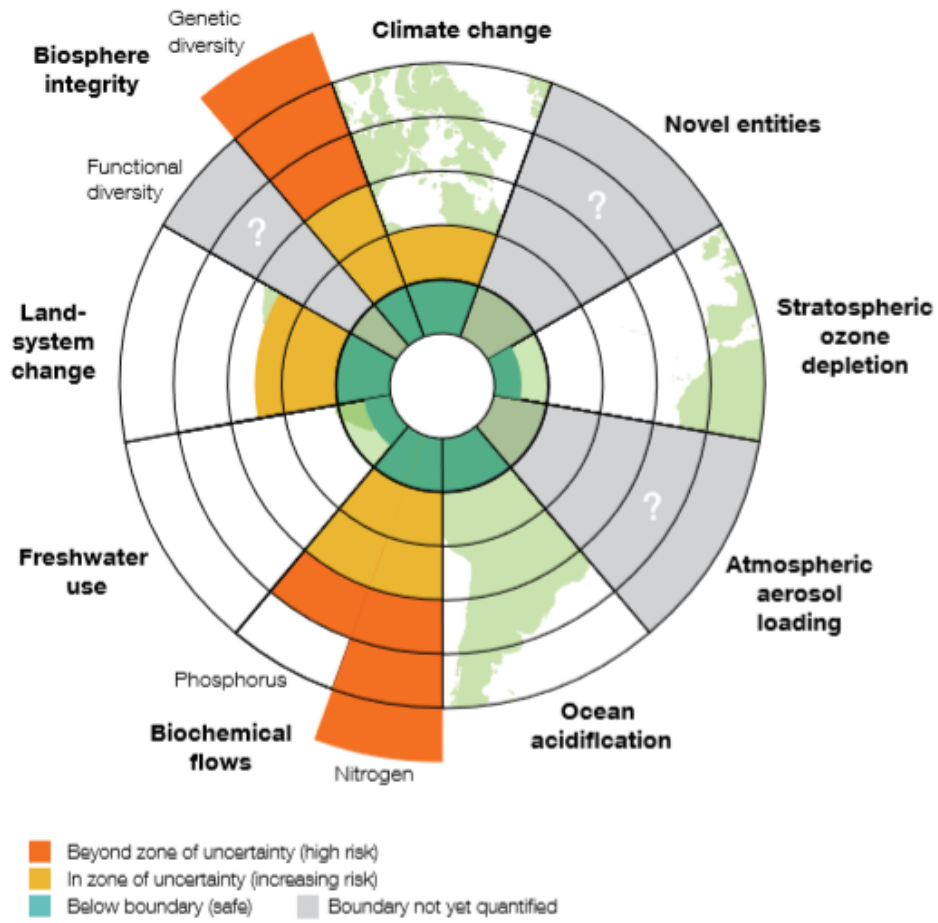 Genetic
diversity
Biosphere
integrity
Climate change
Novel entities
Functional
diversity
?
?
Land-
system
change
Stratospheric
ozone
depletion
?
Freshwater
use
Atmospheric
aerosol
loading
Phosphorus
Biochemical
flows
Nitrogen
Ocean
acidification
Beyond zone of uncertainty (high risk)
In zone of uncertainty (increasing risk)
Below boundary (safe)
Boundary not yet quantified